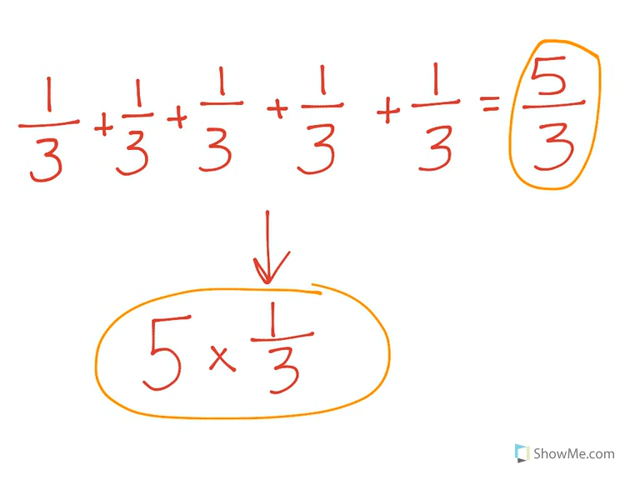 1/3 + 1/3 + 1/3 + 1/3 + 1/3 = 5/3
5 × 1/3
ShowMe.com